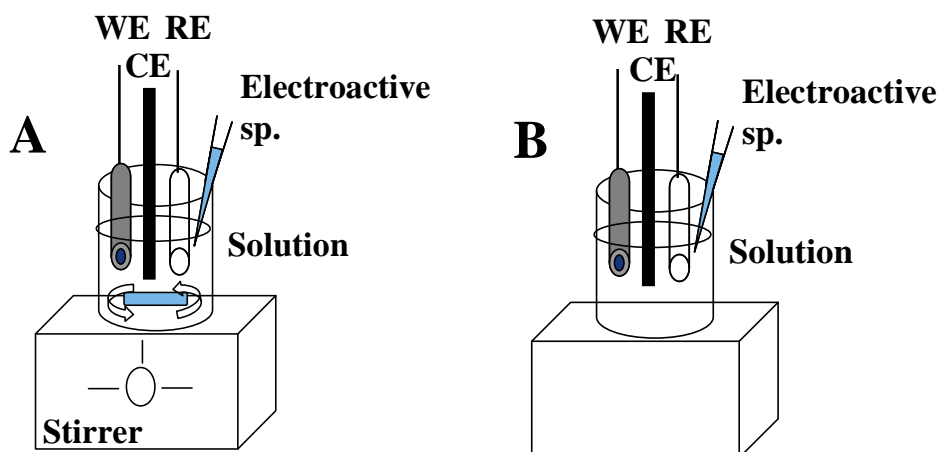 WE RE
CE
Electroactive
sp.
A
Solution
Stirrer
WE RE
CE
Electroactive
sp.
B
Solution